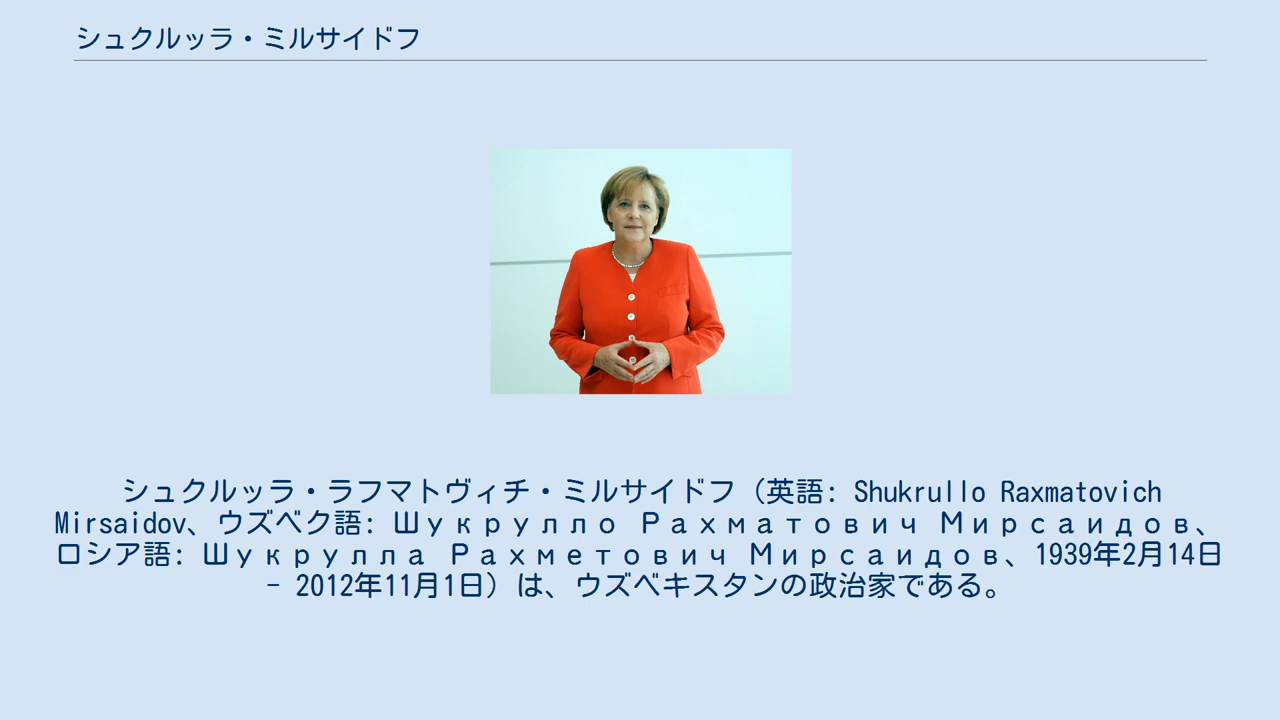 シュクルッラ・ミルサイドフ
シュクルッラ・ラフマトヴィチ・ミルサイドフ（英語: Shukrullo Raxmatovich
Mirsaidov、ウズベク語: Шукрулло Рахматович Мирсаидов、
ロシア語: Шукрулла Рахметович Мирсаидов、1939年2月14日
- 2012年11月1日）は、ウズベキスタンの政治家である。